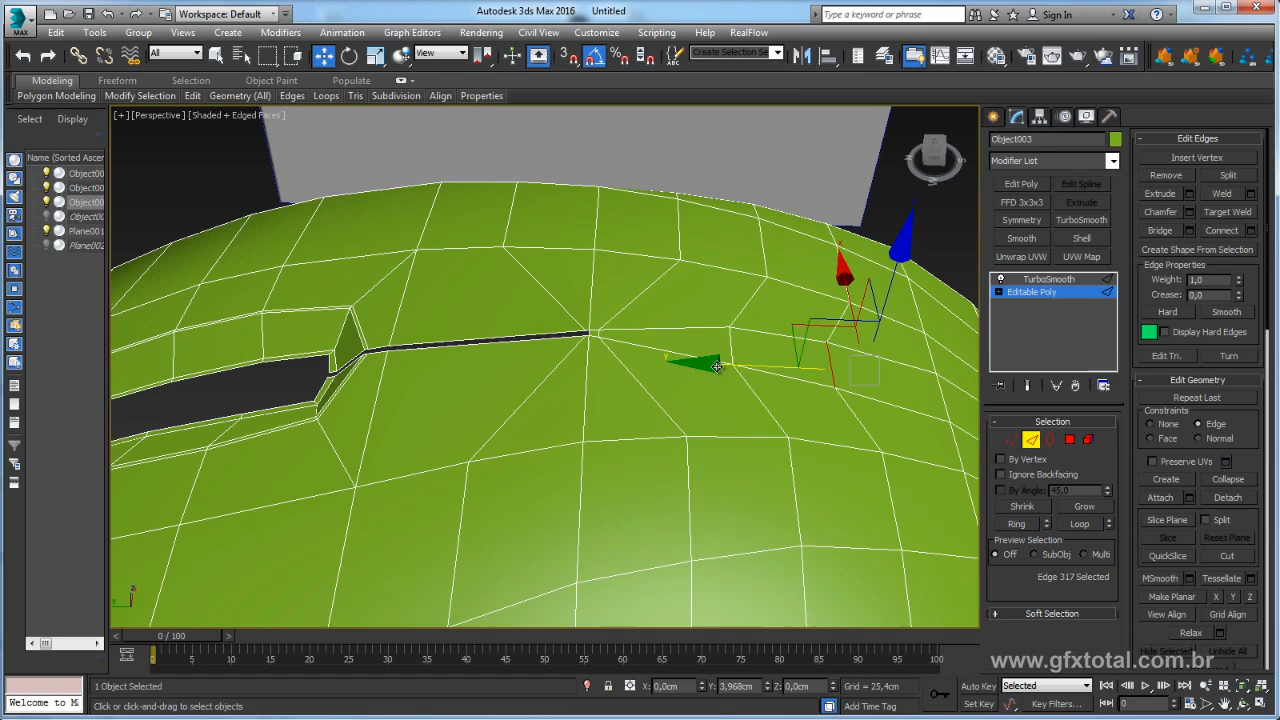 Workspace: Default
Autodesk 3ds Max 2016 Untitled
Type a keyword or phrase
Sign In
Edit Tools Group Views Create Modifiers Animation Graph Editors Rendering Civil View Customize Scripting Help RealFlow
All
View
Create Selection Se
Modeling Freeform Selection Object Paint Populate
Polygon Modeling Modify Selection Edit Geometry (All) Edges Loops Tris Subdivision Align Properties
Select Display
Name (Sorted Ascen
Object00
Object00
Object00
Object00
Plane001
Plane002
[+] [Perspective] [Shaded + Edged Faces]
Object003
Modifier List
Edit Poly Edit Spline
FFD 3x3x3 Extrude
Symmetry TurboSmooth
Smooth Shell
Unwrap UVW UVW Map
TurboSmooth
Editable Poly
Selection
By Vertex
Ignore Backfacing
By Angle: 45,0
Shrink Grow
Ring Loop
Preview Selection
Off SubObj Multi
Edge 317 Selected
Soft Selection
Edit Edges
Insert Vertex
Remove Split
Extrude Weld
Chamfer Target Weld
Bridge Connect
Create Shape From Selection
Edge Properties
Weight: 1,0
Crease: 0,0
Hard Smooth
Display Hard Edges
Edit Tri. Turn
Edit Geometry
Repeat Last
Constraints
None Edge
Face Normal
Preserve UVs
Create Collapse
Attach Detach
Slice Plane Split
Slice Reset Plane
QuickSlice Cut
MSmooth Tessellate
Make Planar X Y Z
View Align Grid Align
Relax
Hide Selected Unhide All
0 / 100
0 5 10 15 20 25 30 35 40 45 50 55 60 65 70 75 80 85 90 95 100
www.gfxtotal.com.br
Welcome to M
1 Object Selected
X: 0,0cm Y: 3,968cm Z: 0,0cm Grid = 25,4cm
Auto Key Selected
Click or click-and-drag to select objects
Add Time Tag
Set Key Key Filters... 0